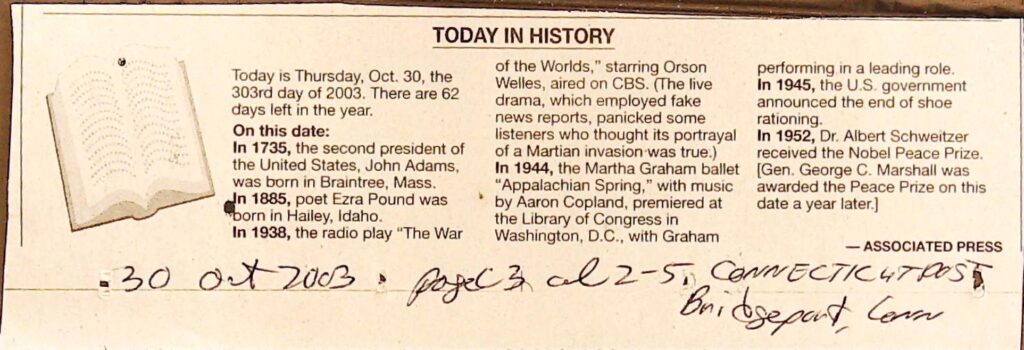 TODAY IN HISTORY
Today is Thursday, Oct. 30, the
303rd day of 2003. There are 62
days left in the year.
On this date:
In 1735, the second president of
the United States, John Adams,
was born in Braintree, Mass.
In 1885, poet Ezra Pound was
born in Hailey, Idaho.
In 1938, the radio play “The War
of the Worlds,” starring Orson
Welles, aired on CBS. (The live
drama, which employed fake
news reports, panicked some
listeners who thought its portrayal
of a Martian invasion was true.)
In 1944, the Martha Graham ballet
“Appalachian Spring,” with music
by Aaron Copland, premiered at
the Library of Congress in
Washington, D.C., with Graham
performing in a leading role.
In 1945, the U.S. government
announced the end of shoe
rationing.
In 1952, Dr. Albert Schweitzer
received the Nobel Peace Prize.
[Gen. George C. Marshall was
awarded the Peace Prize on this
date a year later.]
— ASSOCIATED PRESS
30 Oct 2003 page C3 col 2-5. CONNECTICUT POST
Bridgeport, Conn